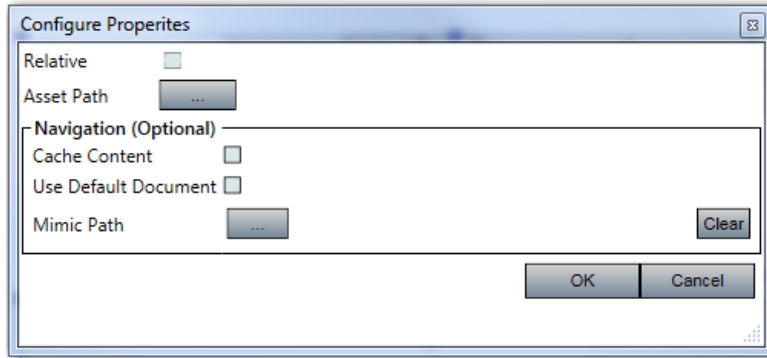 Configure Properites
Relative
Asset Path ...
Navigation (Optional)
Cache Content
Use Default Document
Mimic Path ... Clear
OK Cancel